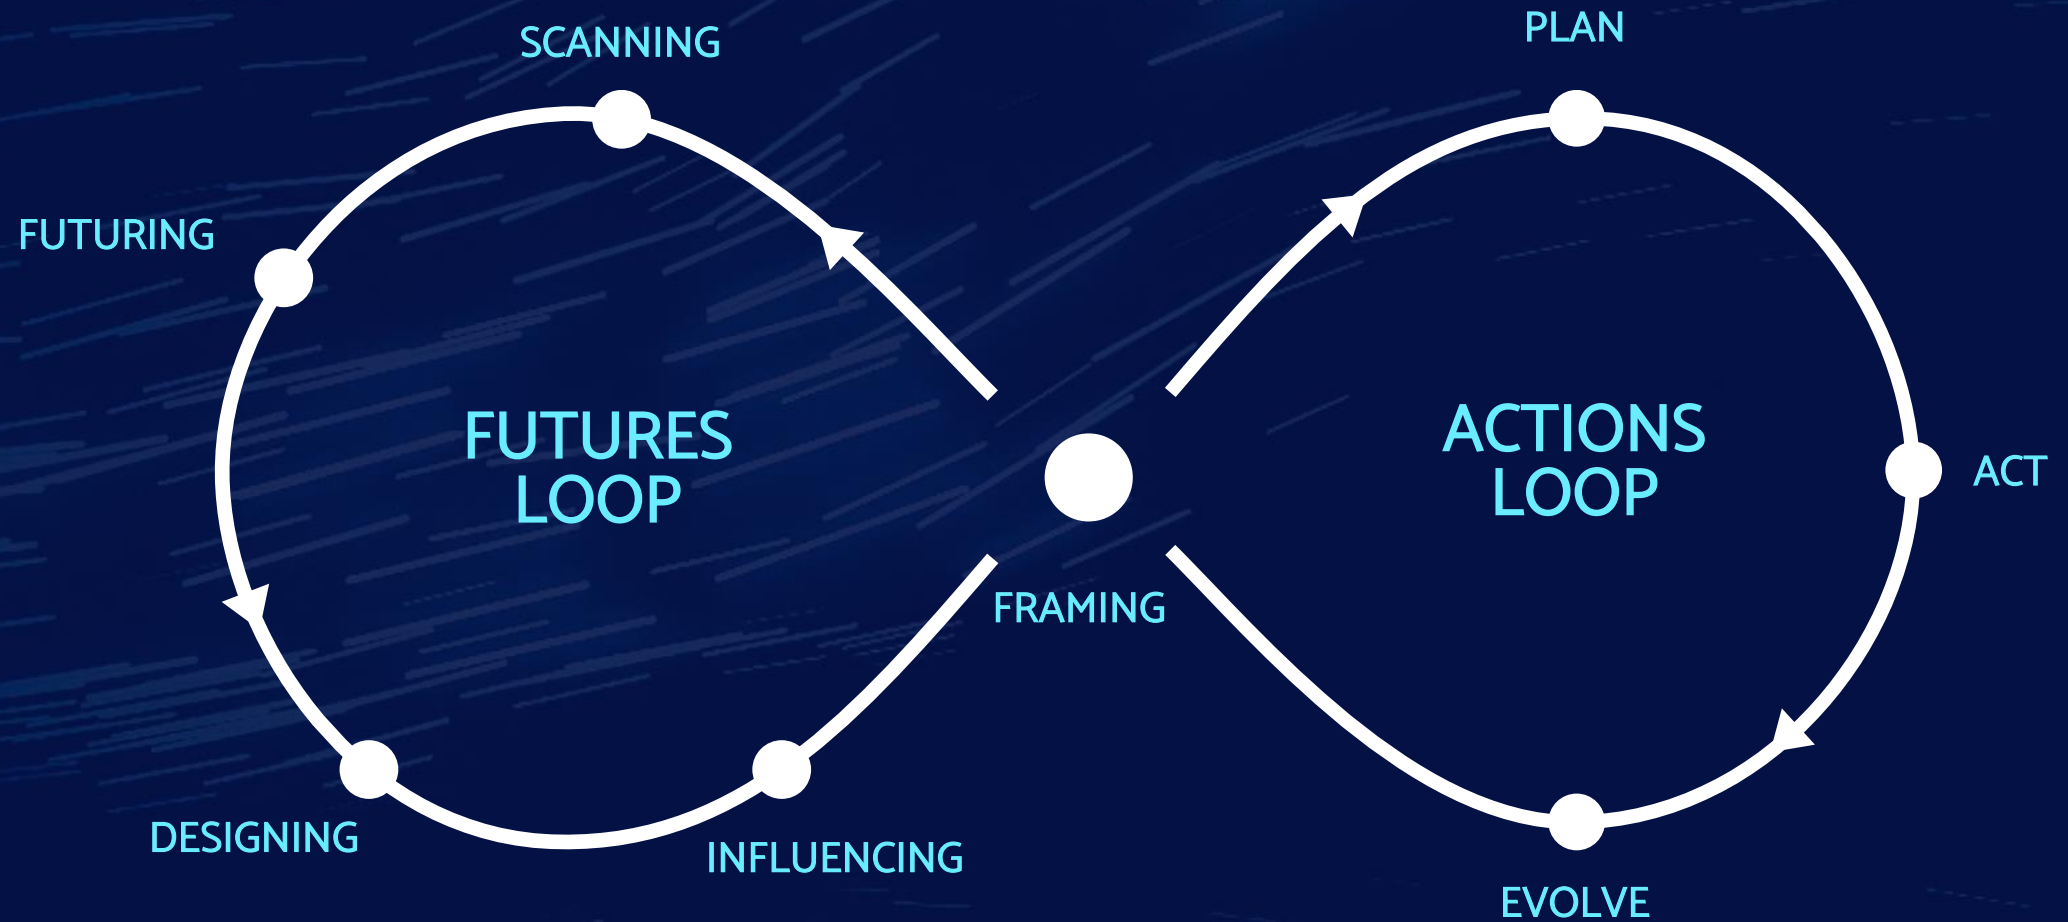 SCANNING
PLAN
FUTURING
FUTURES
LOOP
ACTIONS
LOOP
ACT
FRAMING
DESIGNING
INFLUENCING
EVOLVE